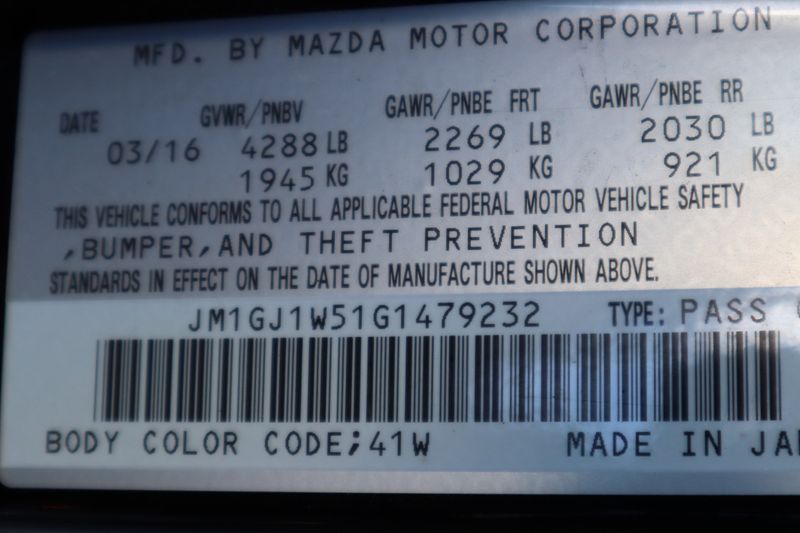 MFD. BY MAZDA MOTOR CORPORATION
DATE GVWR/PNBV GAWR/PNBE FRT GAWR/PNBE RR
03/16 4288 LB 2269 LB 2030 LB
1945 KG 1029 KG 921 KG
THIS VEHICLE CONFORMS TO ALL APPLICABLE FEDERAL MOTOR VEHICLE SAFETY
,BUMPER,AND THEFT PREVENTION
STANDARDS IN EFFECT ON THE DATE OF MANUFACTURE SHOWN ABOVE.
JM1GJ1W51G1479232 TYPE: PASS
BODY COLOR CODE;41W MADE IN JA